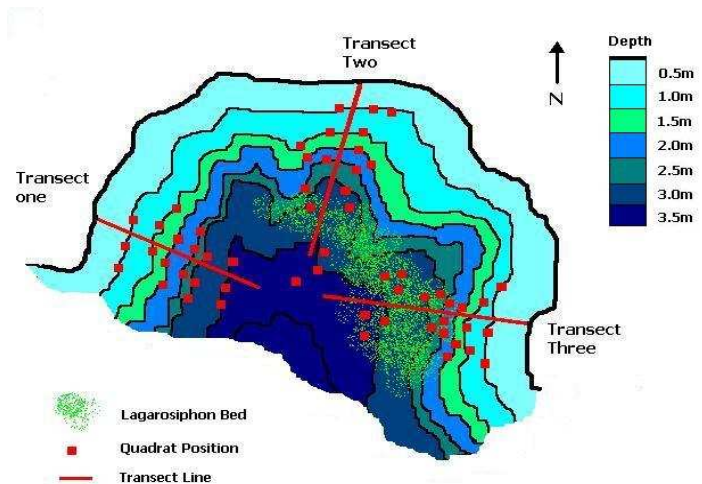 Transect
Two
N
Depth
0.5m
1.0m
1.5m
2.0m
2.5m
3.0m
3.5m
Transect
one
Transect
Three
Lagarosiphon Bed
Quadrat Position
Transect Line